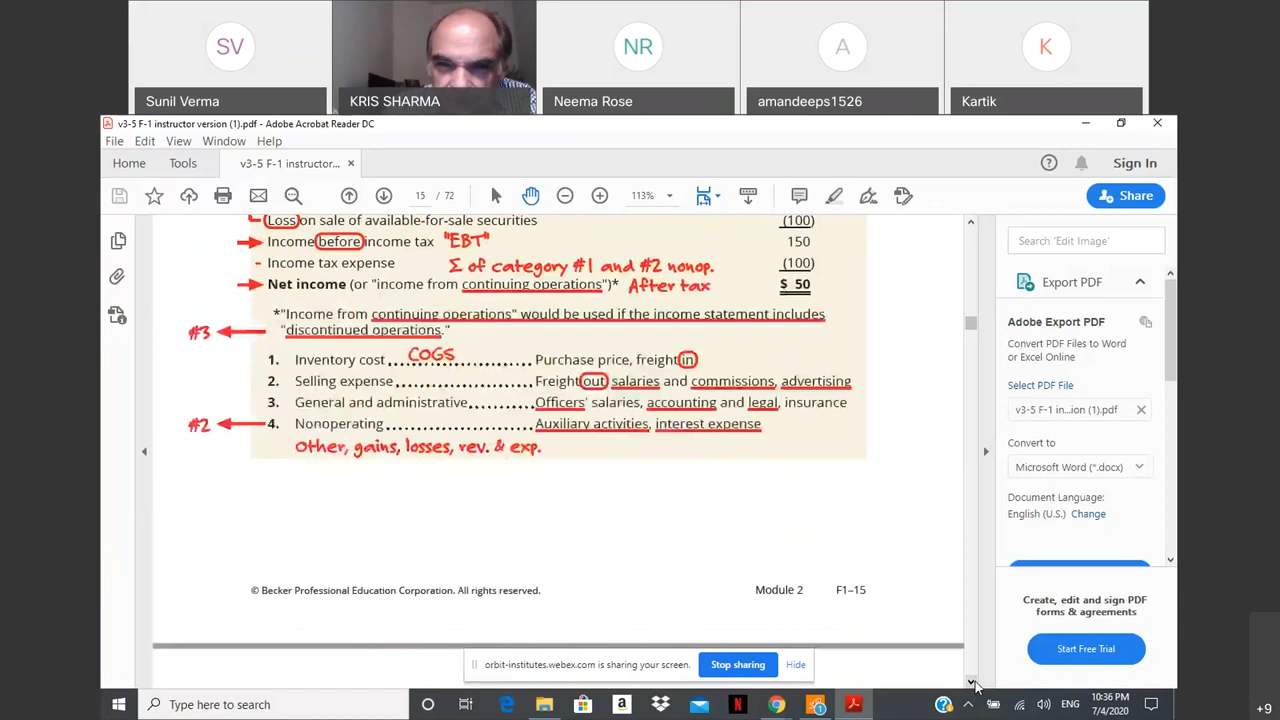 SV
NR
A
K
Sunil Verma
KRIS SHARMA
Neema Rose
amandeeps1526
Kartik
v3-5 F-1 instructor version (1).pdf - Adobe Acrobat Reader DC
File Edit View Window Help
Home Tools v3-5 F-1 instructor... × Sign In
15 / 72 113% Share
(Loss) on sale of available-for-sale securities (100)
Income before income tax "EBT" 150
- Income tax expense Σ of category #1 and #2 nonop. (100)
Net income (or "income from continuing operations")* After tax $ 50
*"Income from continuing operations" would be used if the income statement includes
#3 "discontinued operations."
1. Inventory cost COGS Purchase price, freight in
2. Selling expense Freight out salaries and commissions, advertising
3. General and administrative Officers' salaries, accounting and legal, insurance
#2 4. Nonoperating Auxiliary activities, interest expense
Other, gains, losses, rev. & exp.
© Becker Professional Education Corporation. All rights reserved. Module 2 F1–15
Search 'Edit Image'
Export PDF
Adobe Export PDF
Convert PDF Files to Word
or Excel Online
Select PDF File
v3-5 F-1 in...ion (1).pdf ×
Convert to
Microsoft Word (*.docx)
Document Language:
English (U.S.) Change
Create, edit and sign PDF
forms & agreements
Start Free Trial
orbit-institutes.webex.com is sharing your screen. Stop sharing Hide
Type here to search
ENG
10:36 PM
7/4/2020
+9